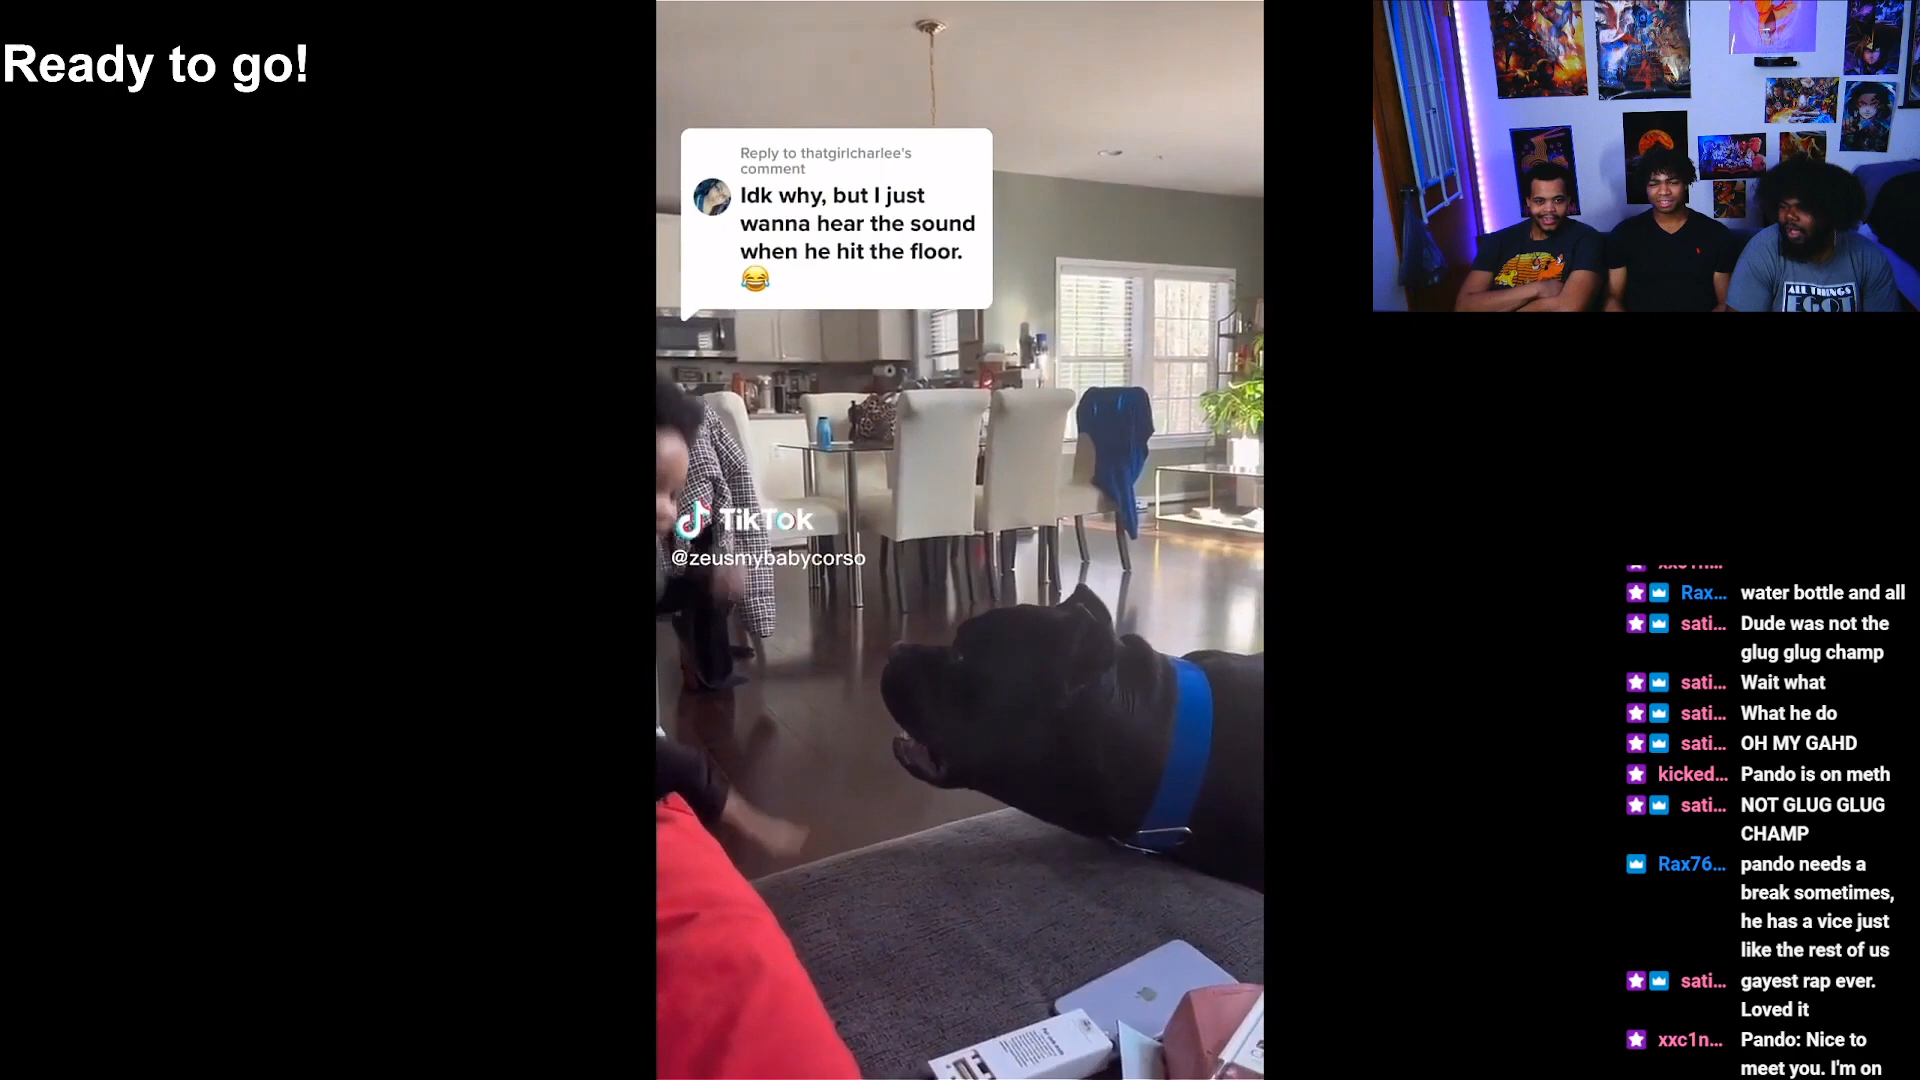 Ready to go!
Reply to thatgirlcharlee's
comment
Idk why, but I just
wanna hear the sound
when he hit the floor.
😂
TikTok
@zeusmybabycorso
ALL THINGS
EGOT
Rax... water bottle and all
sati... Dude was not the
glug glug champ
sati... Wait what
sati... What he do
sati... OH MY GAHD
kicked... Pando is on meth
sati... NOT GLUG GLUG
CHAMP
Rax76... pando needs a
break sometimes,
he has a vice just
like the rest of us
sati... gayest rap ever.
Loved it
xxc1n... Pando: Nice to
meet you. I'm on